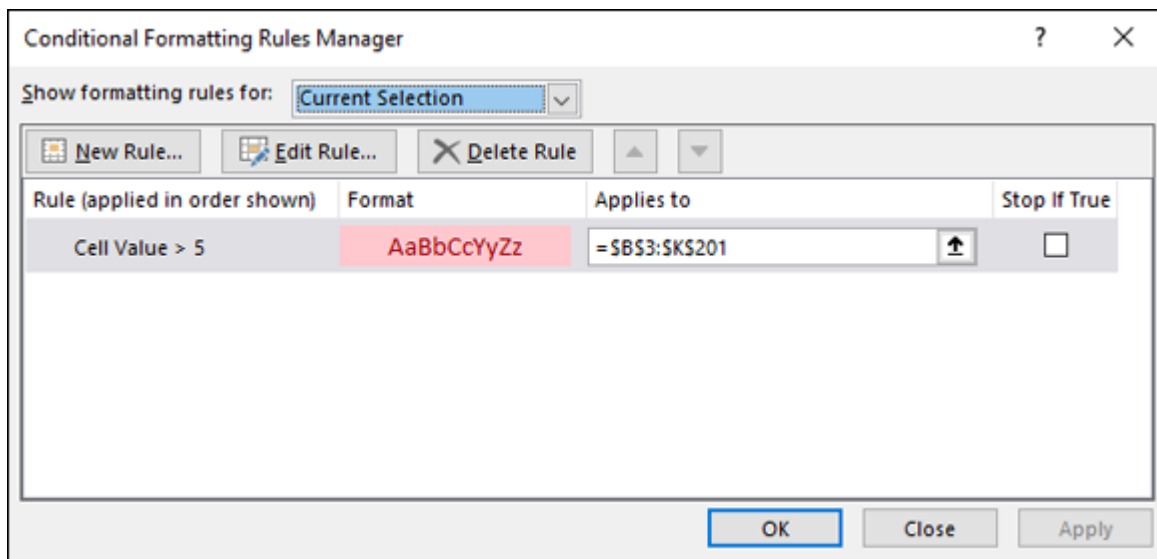 Conditional Formatting Rules Manager ?
Show formatting rules for: Current Selection
New Rule... Edit Rule... Delete Rule
Rule (applied in order shown) Format Applies to Stop If True
Cell Value > 5 AaBbCcYyZz =$B$3:$K$201
OK Close Apply